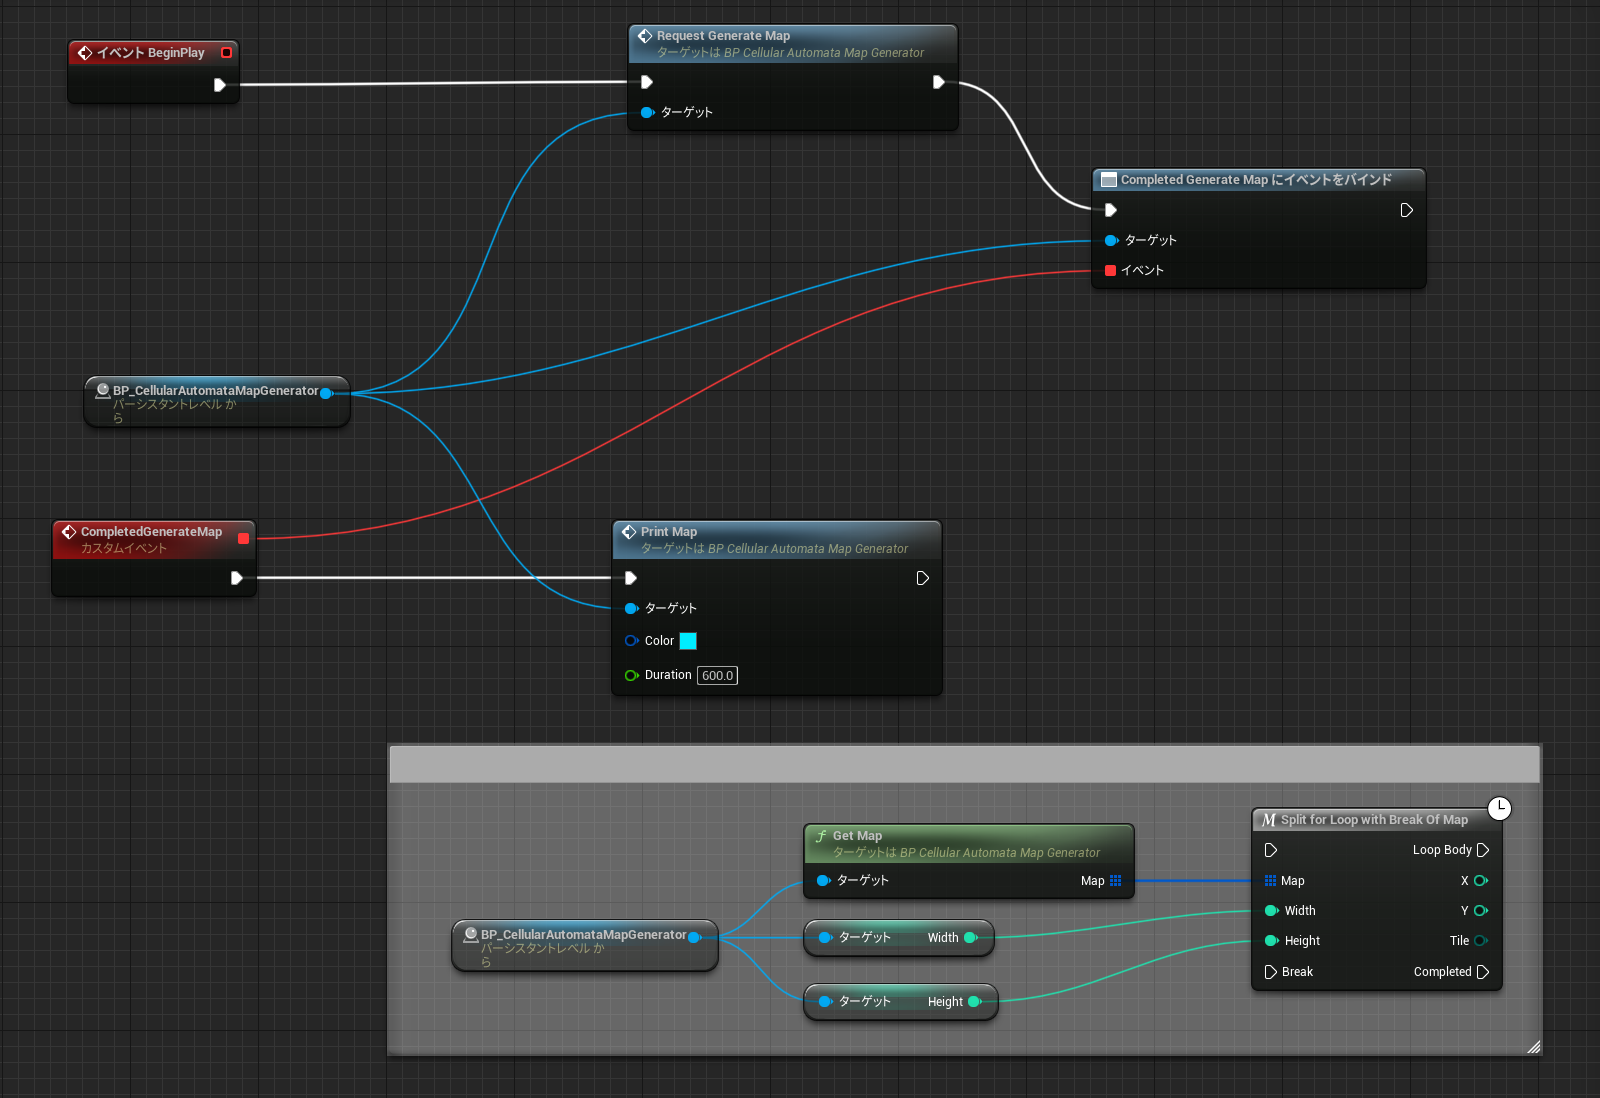 イベント BeginPlay
Request Generate Map
ターゲットは BP Cellular Automata Map Generator
ターゲット
Completed Generate Map にイベントをバインド
ターゲット
イベント
BP_CellularAutomataMapGenerator
パーシスタントレベル か
ら
CompletedGenerateMap
カスタムイベント
Print Map
ターゲットは BP Cellular Automata Map Generator
ターゲット
Color
Duration 600.0
Get Map
ターゲットは BP Cellular Automata Map Generator
ターゲット Map
BP_CellularAutomataMapGenerator
パーシスタントレベル か
ら
ターゲット Width
ターゲット Height
Split for Loop with Break Of Map
Loop Body
Map X
Width Y
Height Tile
Break Completed